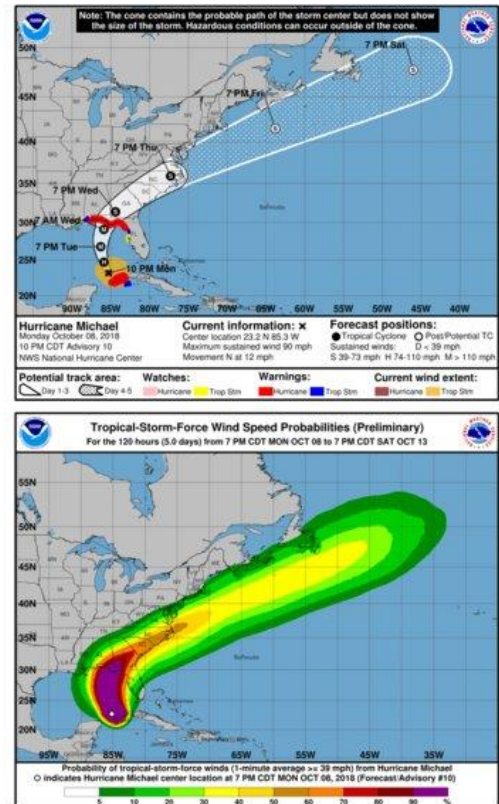 Note: The cone contains the probable path of the storm center but does not show
the size of the storm. Hazardous conditions can occur outside of the cone.
7 PM Sat
50N
7 PM Fri
45N
40N
7 PM Thu
35N
7 PM Wed
7 AM Wed
30N
7 PM Tue
10 PM Mon
25N
20N
Bermuda
90W 85W 80W 75W 70W 65W 60W 55W 50W 45W 40W
Hurricane Michael
Monday October 08, 2018
10 PM CDT Advisory 10
NWS National Hurricane Center
Current information: x
Center location 23.2 N 85.3 W
Maximum sustained wind 90 mph
Movement N at 12 mph
Forecast positions:
Tropical Cyclone Post/Potential TC
Sustained winds: D < 39 mph
S 39-73 mph H 74-110 mph M > 110 mph
Potential track area:
Day 1-3 Day 4-5
Watches:
Hurricane Trop Stm
Warnings:
Hurricane Trop Stm
Current wind extent:
Hurricane Trop Stm
Tropical-Storm-Force Wind Speed Probabilities (Preliminary)
For the 120 hours (5.0 days) from 7 PM CDT MON OCT 08 to 7 PM CDT SAT OCT 13
55N
50N
45N
40N
35N
30N
25N
20N
Bermuda
95W 85W 75W 65W 55W 45W 35W
Probability of tropical-storm-force winds (1-minute average >= 39 mph) from Hurricane Michael
indicates Hurricane Michael center location at 7 PM CDT MON OCT 08, 2018 (Forecast/Advisory #10)
5 10 20 30 40 50 60 70 80 90 %